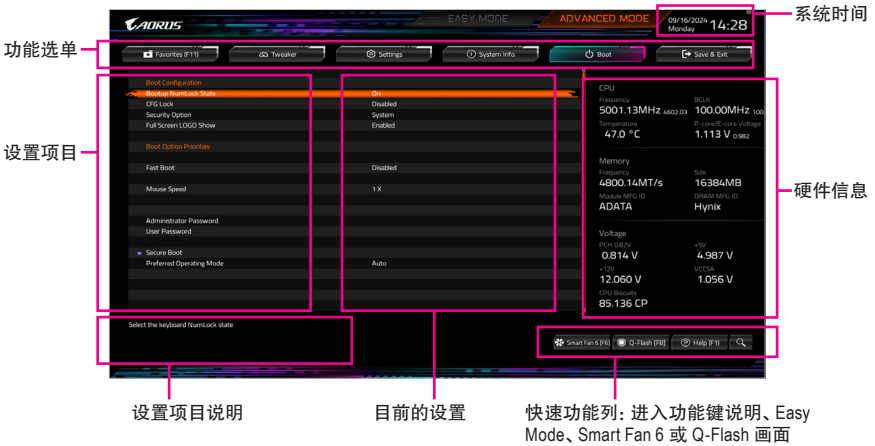 系统时间
功能选单
设置项目
硬件信息
AORUS
EASY MODE
ADVANCED MODE
09/16/2024
Monday
14:28
Favorites (F11)
Tweaker
Settings
System Info.
Boot
Save & Exit
Boot Configuration
Bootup NumLock State On
CFG Lock Disabled
Security Option System
Full Screen LOGO Show Enabled
Boot Option Priorities
Fast Boot Disabled
Mouse Speed 1 X
Administrator Password
User Password
Secure Boot
Preferred Operating Mode Auto
CPU
Frequency BCLK
5001.13MHz 4602.03 100.00MHz 100.
Temperature P-core/E-core Voltage
47.0 °C 1.113 V 0.982
Memory
Frequency Size
4800.14MT/s 16384MB
Module MFG ID DRAM MFG ID
ADATA Hynix
Voltage
PCH 0.82V +5V
0.814 V 4.987 V
+12V VCCSA
12.060 V 1.056 V
CPU Biscuits
85.136 CP
Select the keyboard NumLock state
Smart Fan 6 [F6]
Q-Flash [F8]
Help [F1]
设置项目说明
目前的设置
快速功能列: 进入功能键说明、Easy
Mode、Smart Fan 6 或 Q-Flash 画面